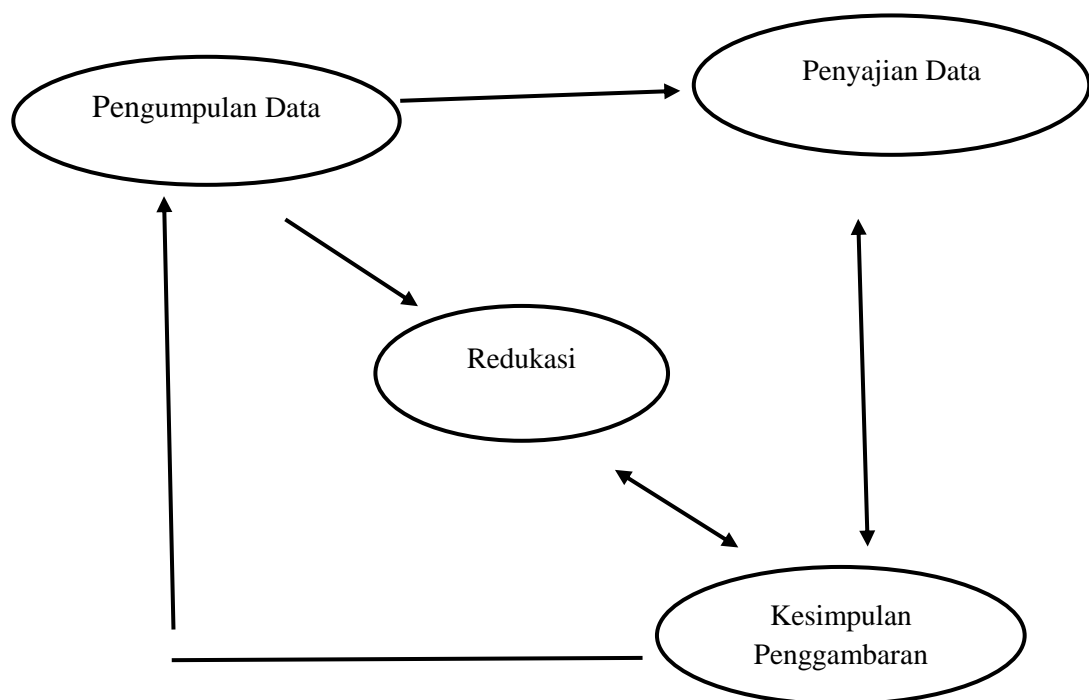 Pengumpulan Data
Penyajian Data
Redukasi
Kesimpulan
Penggambaran